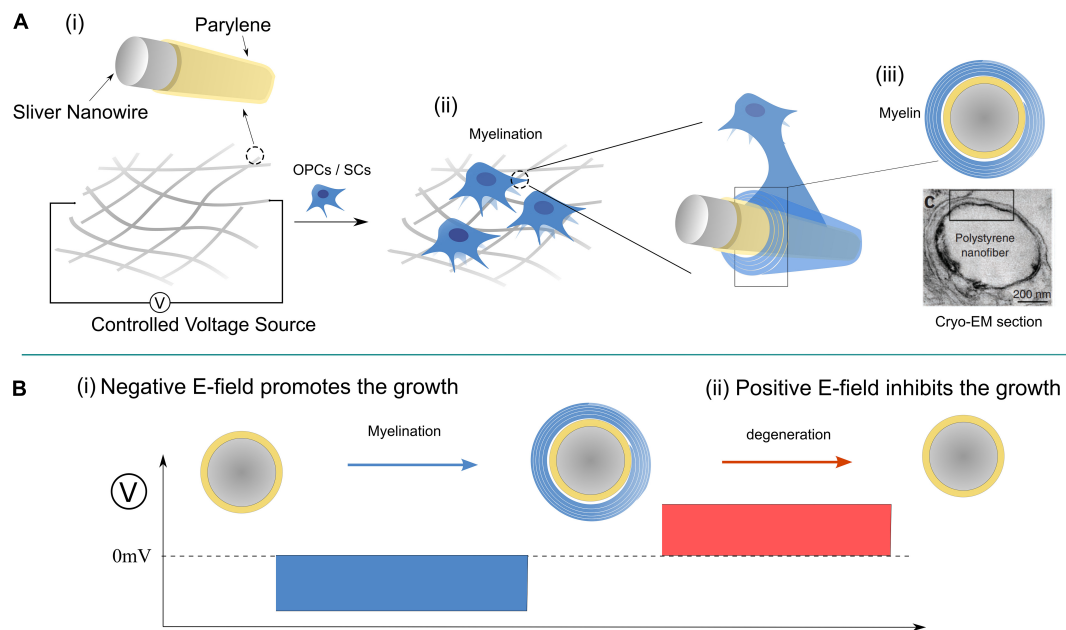 A
(i)
Parylene
Sliver Nanowire
OPCs / SCs
V
Controlled Voltage Source
(ii)
Myelination
(iii)
Myelin
C
Polystyrene
nanofiber
200 nm
Cryo-EM section
B
(i) Negative E-field promotes the growth
(ii) Positive E-field inhibits the growth
Myelination
degeneration
V
0mV